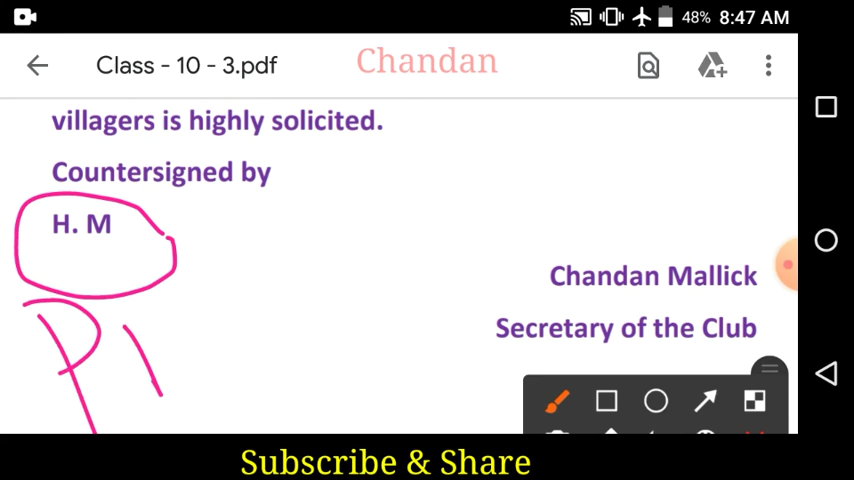 48% 8:47 AM
Class - 10 - 3.pdf
Chandan
villagers is highly solicited.
Countersigned by
H. M
Chandan Mallick
Secretary of the Club
P
Subscribe & Share